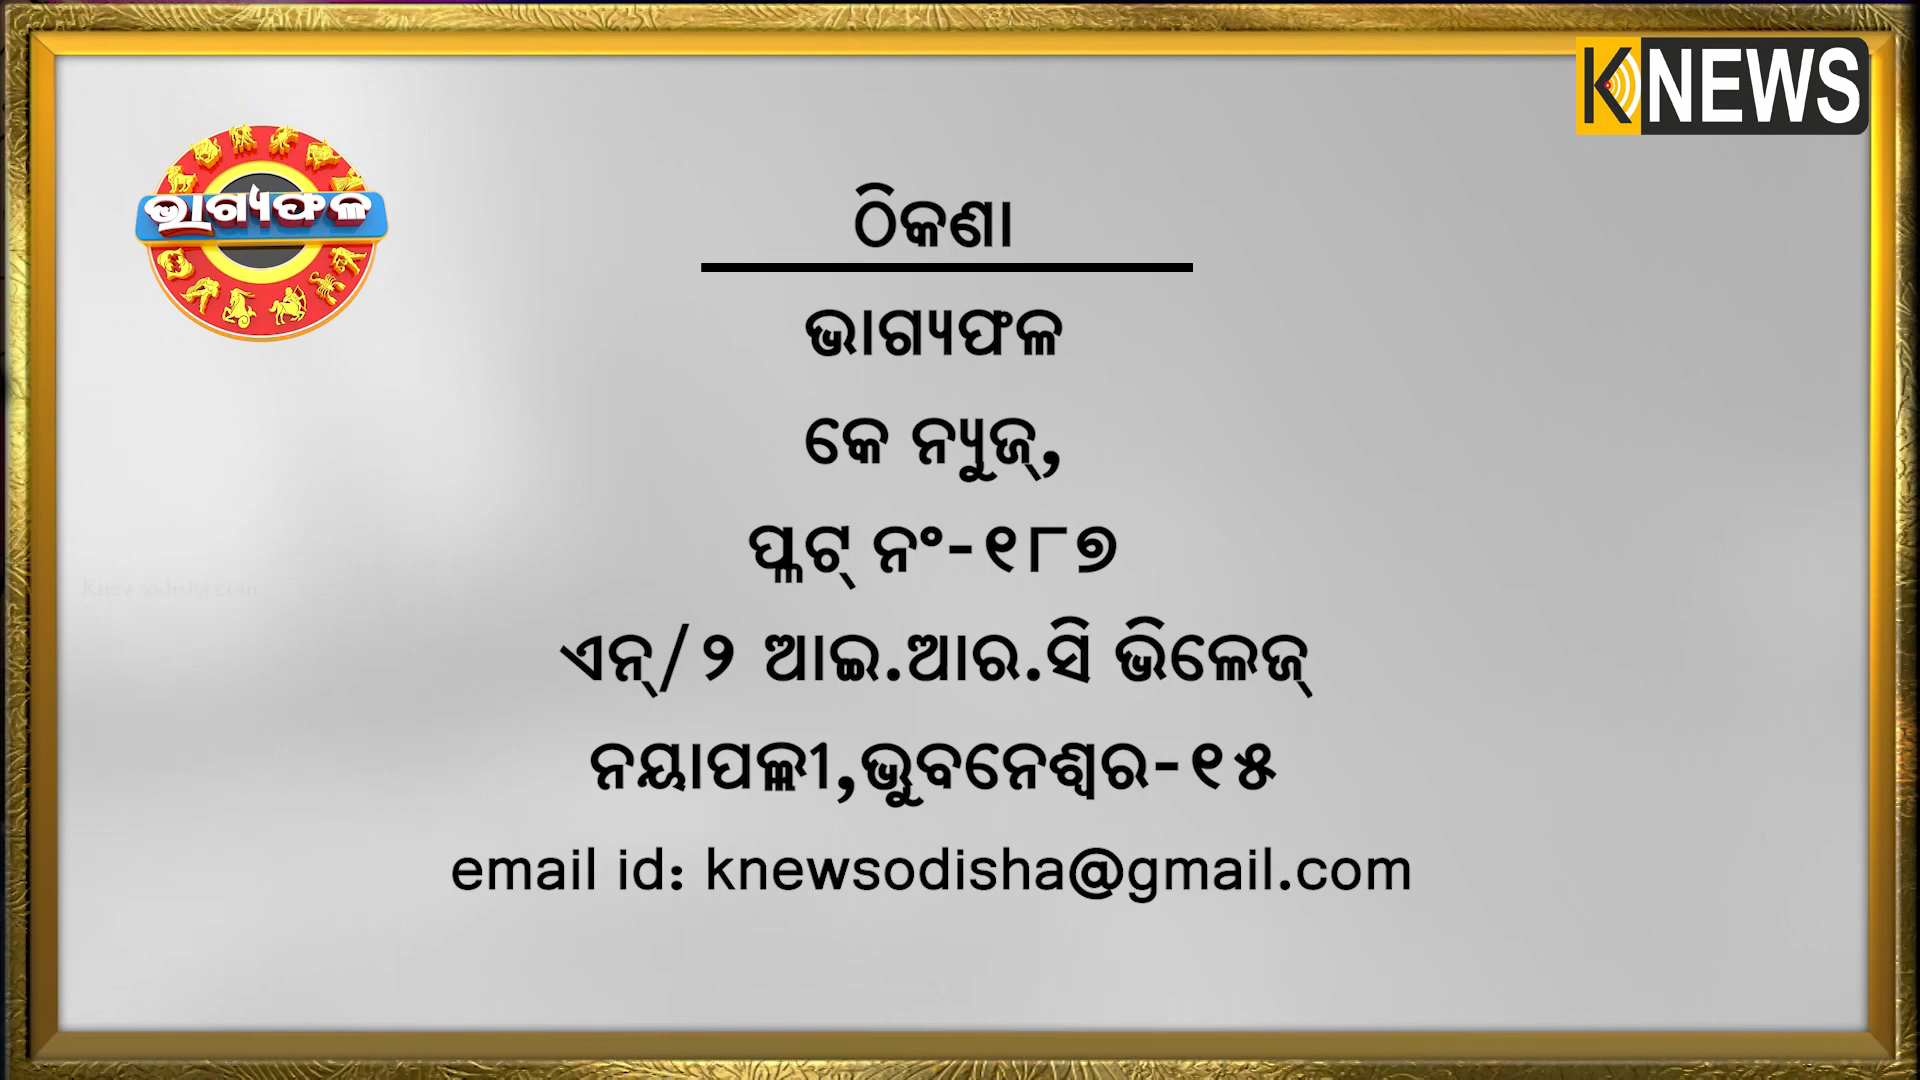 KNEWS
ଭାଗ୍ୟଫଳ
ଠିକଣା
ଭାଗ୍ୟଫଳ
କେ ନ୍ୟୁଜ୍,
ପ୍ଲଟ୍ ନଂ-୧୮୭
ଏନ୍/୨ ଆଇ.ଆର.ସି ଭିଲେଜ୍
ନୟାପଲ୍ଲୀ,ଭୁବନେଶ୍ୱର-୧୫
email id: knewsodisha@gmail.com